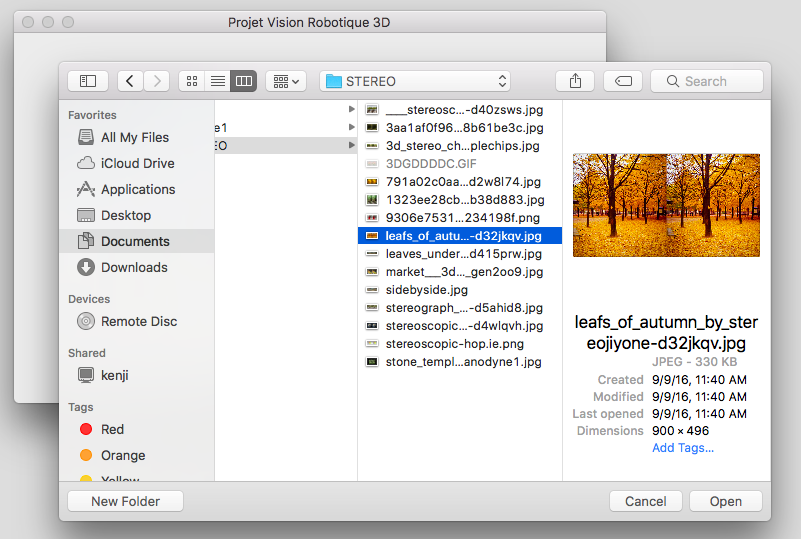 Projet Vision Robotique 3D
STEREO
Search
Favorites
All My Files
iCloud Drive
Applications
Desktop
Documents
Downloads
Devices
Remote Disc
Shared
kenji
Tags
Red
Orange
Yellow
e1
EO
____stereosc...-d40zsws.jpg
3aa1af0f96...8b61be3c.jpg
3d_stereo_ch...plechips.jpg
3DGDDDDC.GIF
791a02c0aa...d2w8l74.jpg
1323ee28cb...b38d883.jpg
9306e7531...234198f.png
leafs_of_autu...-d32jkqv.jpg
leaves_under...d415prw.jpg
market___3d..._gen2oo9.jpg
sidebyside.jpg
stereograph_...-d5ahid8.jpg
stereoscopic...-d4wlqvh.jpg
stereoscopic-hop.ie.png
stone_templ...anodyne1.jpg
leafs_of_autumn_by_ster
eojiyone-d32jkqv.jpg
JPEG - 330 KB
Created 9/9/16, 11:40 AM
Modified 9/9/16, 11:40 AM
Last opened 9/9/16, 11:40 AM
Dimensions 900 × 496
Add Tags...
New Folder
Cancel
Open